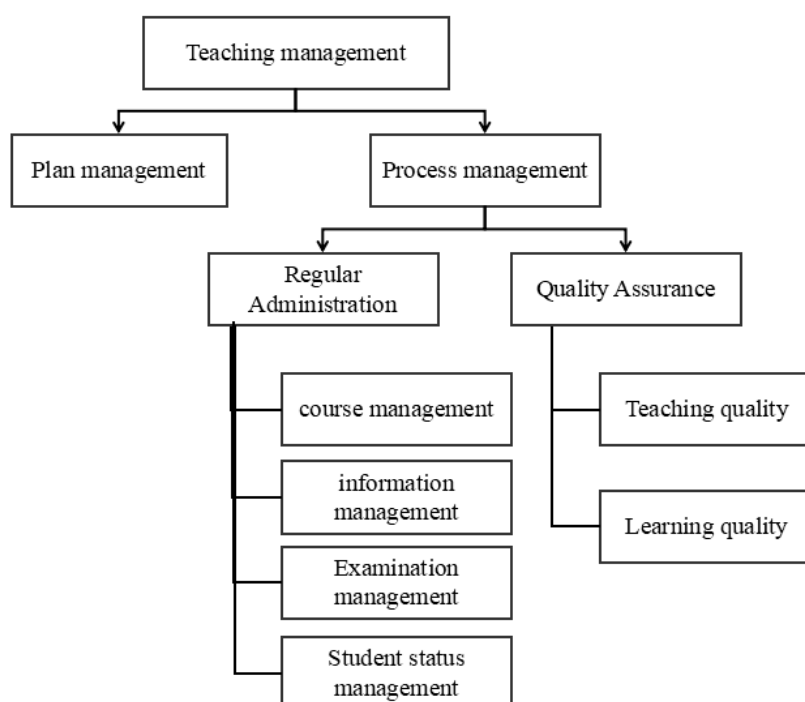 Teaching management
Plan management
Process management
Regular
Administration
Quality Assurance
course management
Teaching quality
information
management
Learning quality
Examination
management
Student status
management